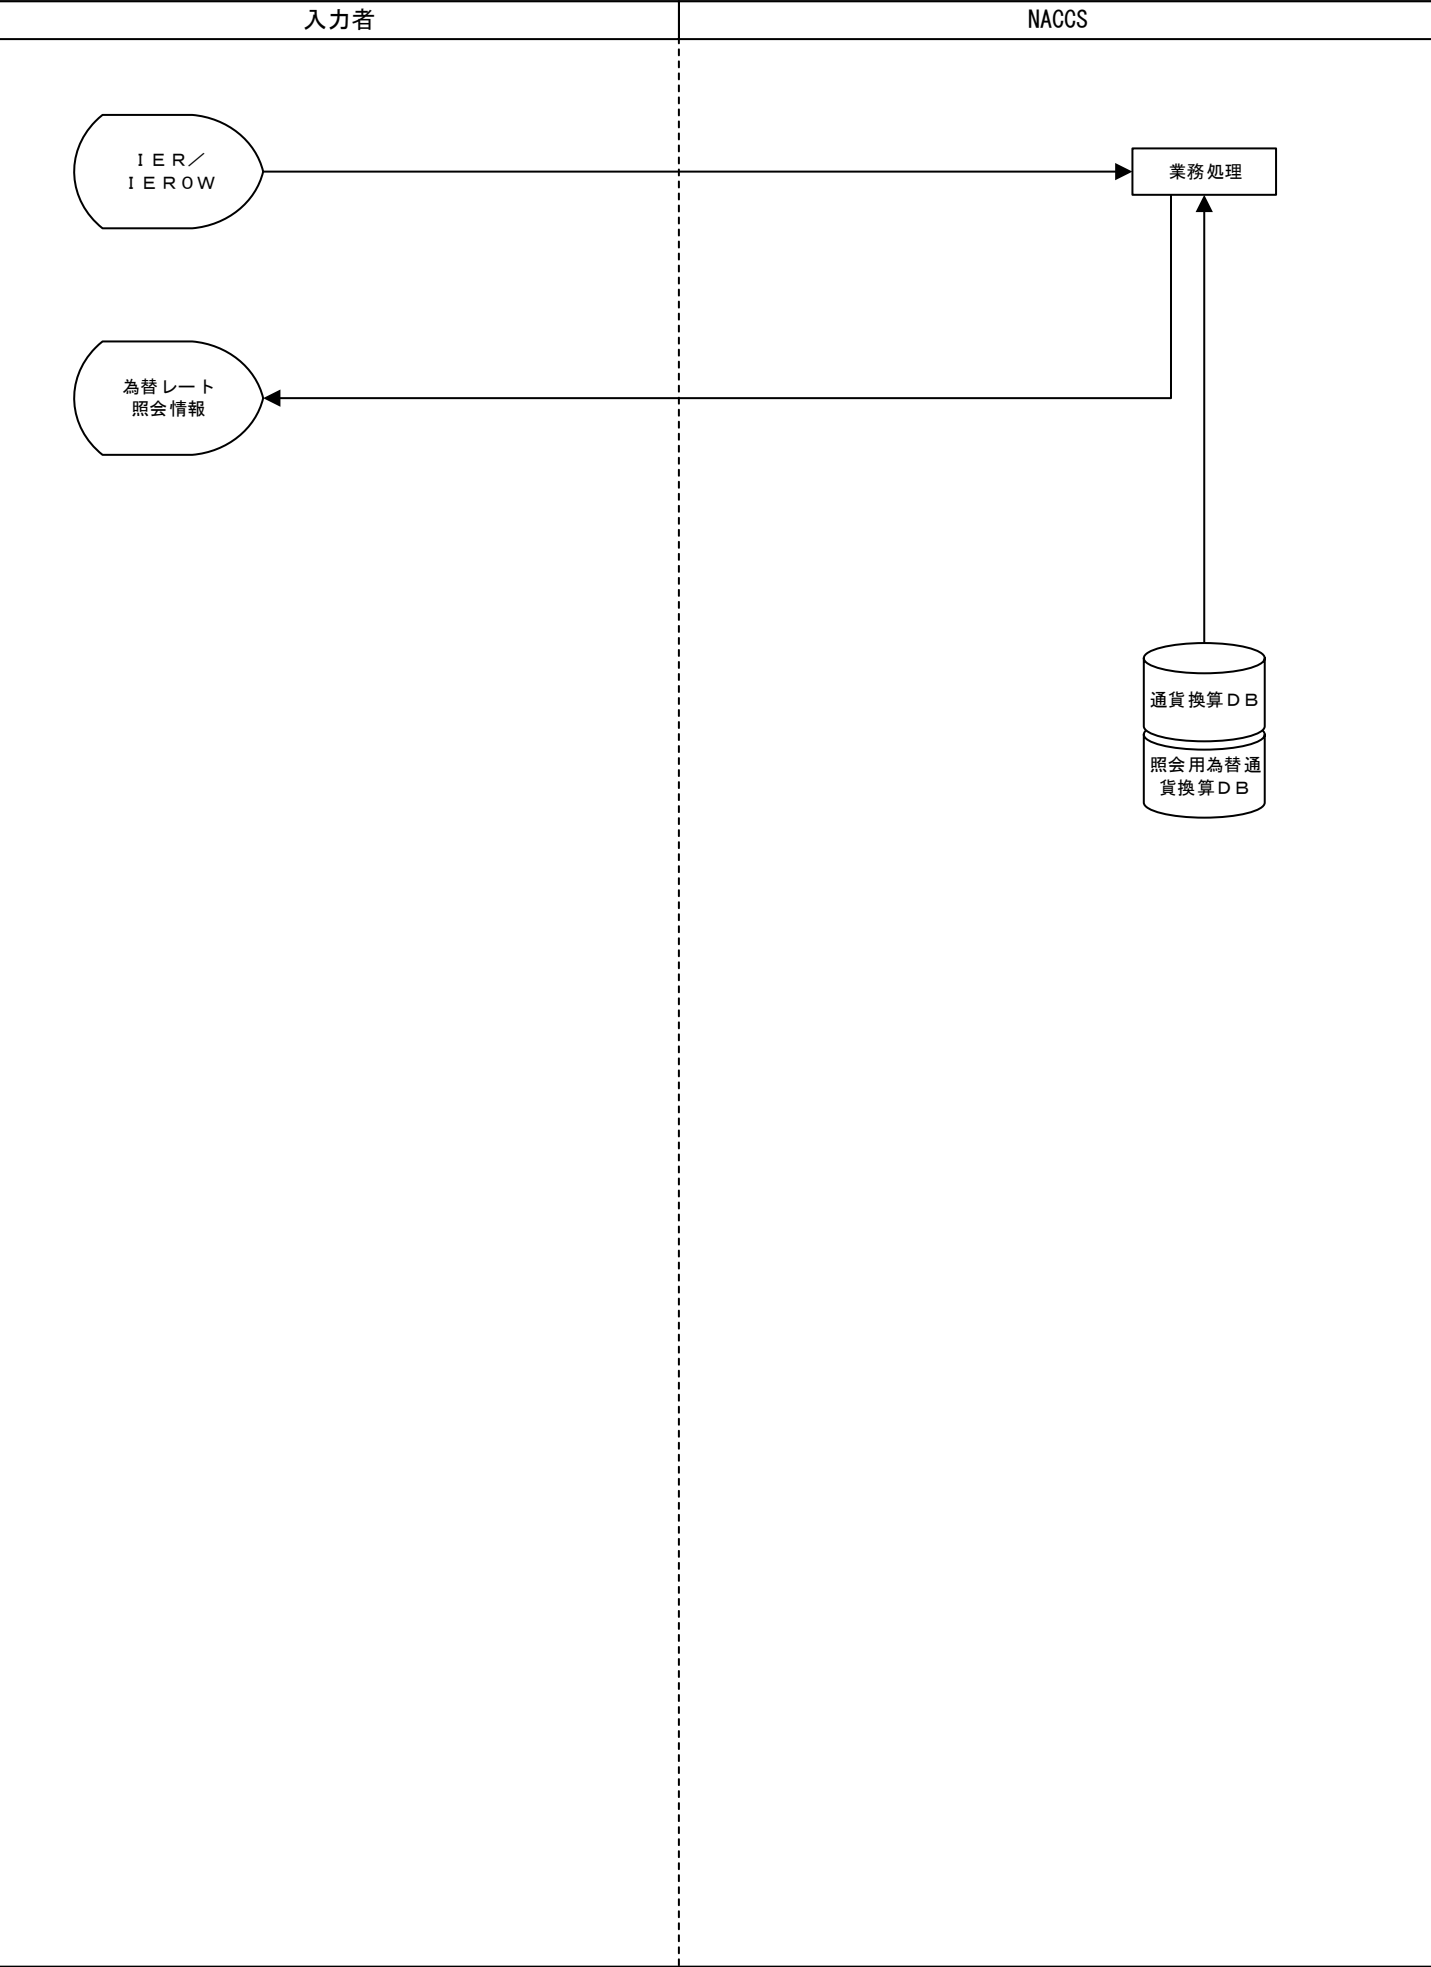 入力者
NACCS
ＩＥＲ／
ＩＥＲ０Ｗ
業務処理
為替レート
照会情報
通貨換算ＤＢ
照会用為替通
貨換算ＤＢ